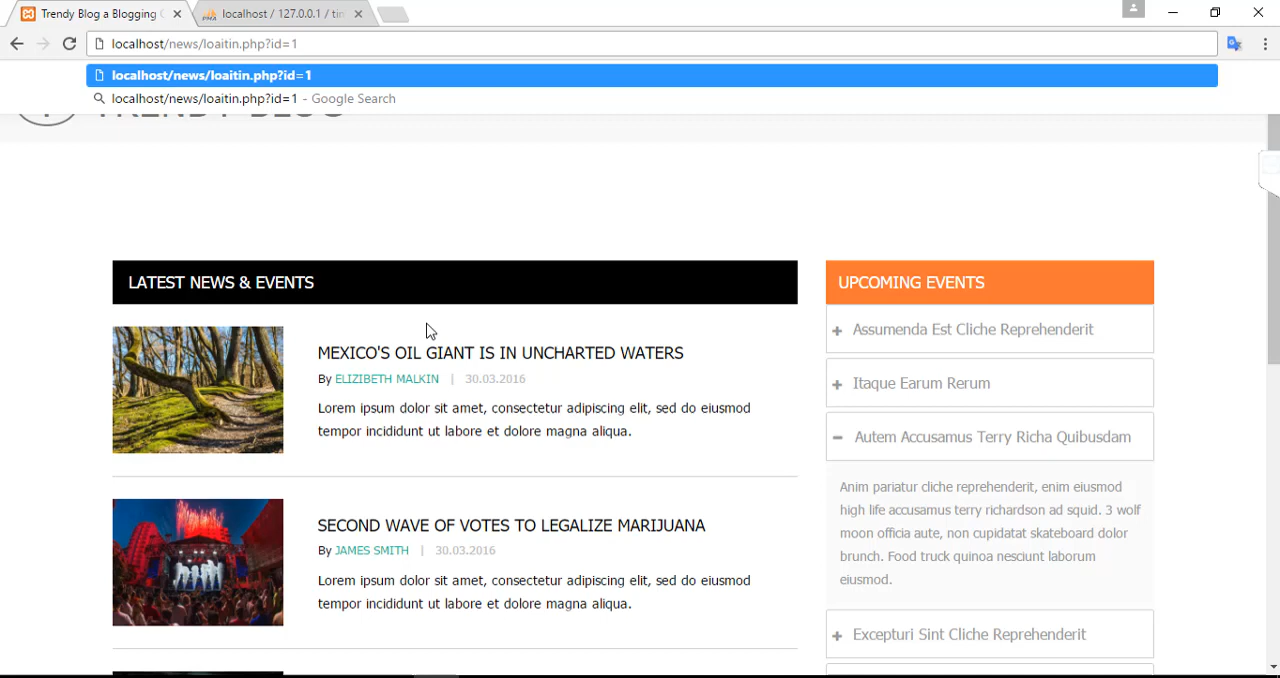 Trendy Blog a Blogging
localhost / 127.0.0.1 / tin
localhost/news/loaitin.php?id=1
localhost/news/loaitin.php?id=1
localhost/news/loaitin.php?id=1 - Google Search
TRENDY BLOG
LATEST NEWS & EVENTS
MEXICO'S OIL GIANT IS IN UNCHARTED WATERS
By ELIZIBETH MALKIN | 30.03.2016
Lorem ipsum dolor sit amet, consectetur adipiscing elit, sed do eiusmod
tempor incididunt ut labore et dolore magna aliqua.
SECOND WAVE OF VOTES TO LEGALIZE MARIJUANA
By JAMES SMITH | 30.03.2016
Lorem ipsum dolor sit amet, consectetur adipiscing elit, sed do eiusmod
tempor incididunt ut labore et dolore magna aliqua.
UPCOMING EVENTS
Assumenda Est Cliche Reprehenderit
Itaque Earum Rerum
Autem Accusamus Terry Richa Quibusdam
Anim pariatur cliche reprehenderit, enim eiusmod
high life accusamus terry richardson ad squid. 3 wolf
moon officia aute, non cupidatat skateboard dolor
brunch. Food truck quinoa nesciunt laborum
eiusmod.
Excepturi Sint Cliche Reprehenderit